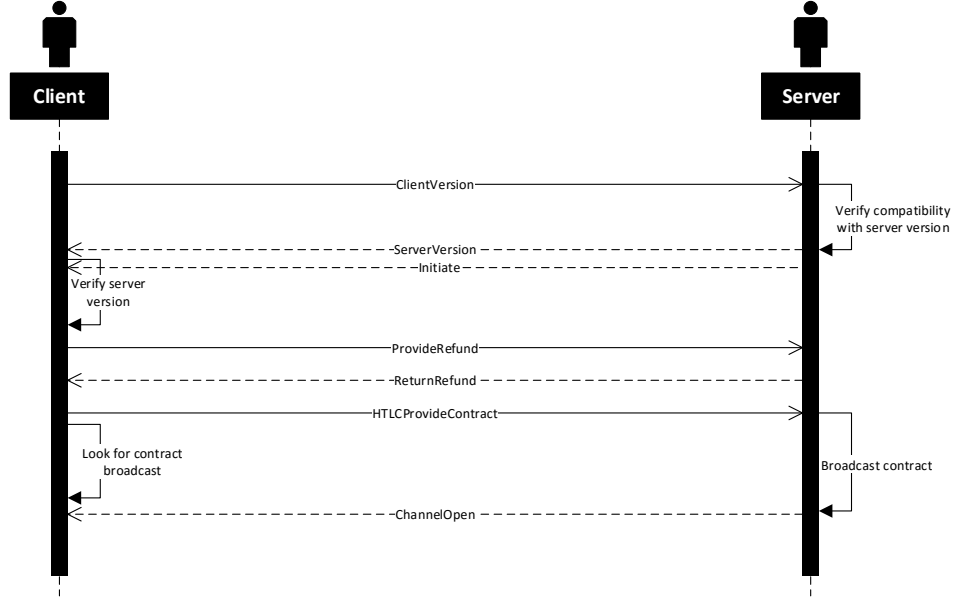 Client
Server
ClientVersion
Verify compatibility
with server version
ServerVersion
Initiate
Verify server
version
ProvideRefund
ReturnRefund
HTLCProvideContract
Look for contract
broadcast
Broadcast contract
ChannelOpen